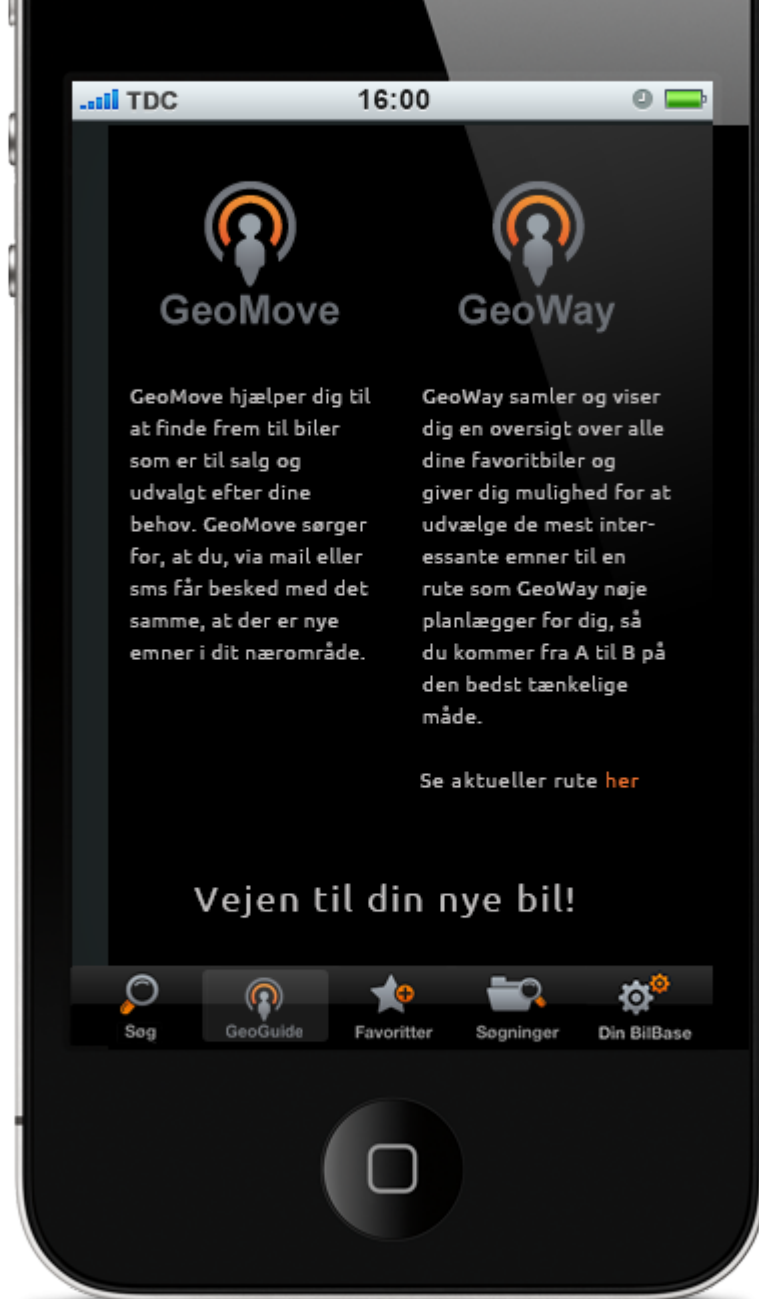 TDC 16:00
GeoMove
GeoMove hjælper dig til
at finde frem til biler
som er til salg og
udvalgt efter dine
behov. GeoMove sørger
for, at du, via mail eller
sms får besked med det
samme, at der er nye
emner i dit nærområde.
GeoWay
GeoWay samler og viser
dig en oversigt over alle
dine favoritbiler og
giver dig mulighed for at
udvælge de mest inter-
essante emner til en
rute som GeoWay nøje
planlægger for dig, så
du kommer fra A til B på
den bedst tænkelige
måde.
Se aktueller rute her
Vejen til din nye bil!
Søg GeoGuide Favoritter Søgninger Din BilBase